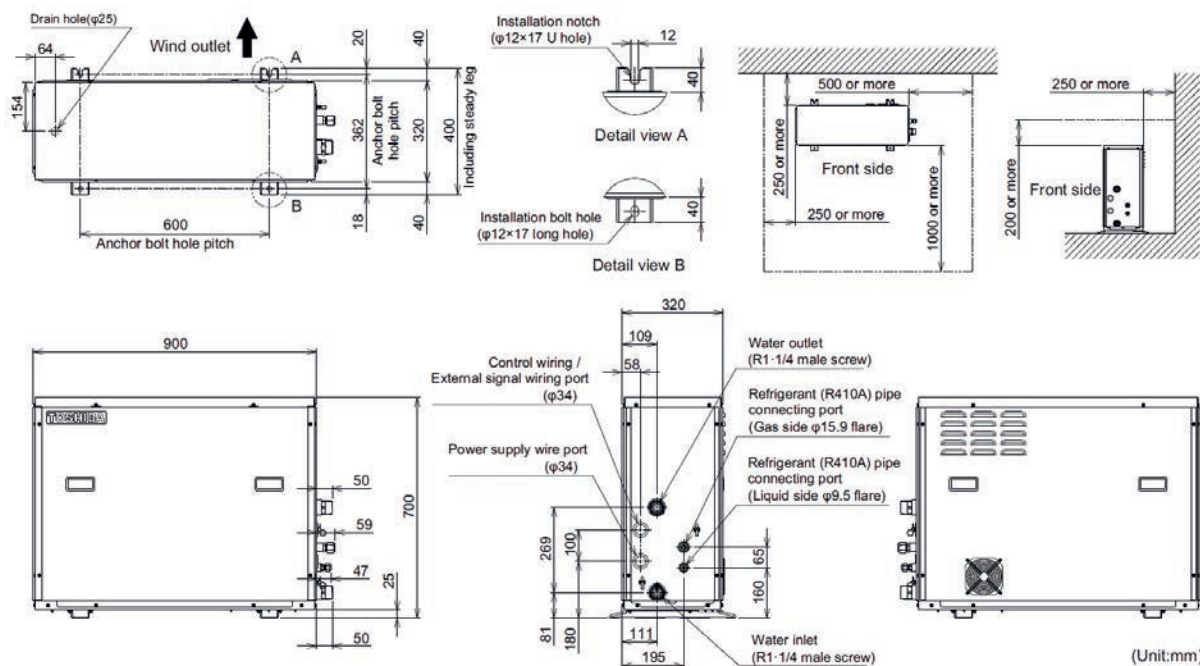 Drain hole(φ25)
64
Wind outlet
A
20
40
154
362
Anchor bolt
hole pitch
320
400
Including steady leg
B
600
Anchor bolt hole pitch
18
40
Installation notch
(φ12×17 U hole)
12
40
Detail view A
40
Installation bolt hole
(φ12×17 long hole)
Detail view B
500 or more
250 or more
Front side
250 or more
1000 or more
250 or more
Front side
200 or more
900
TOSHIBA
700
50
59
47
25
50
320
109
58
Control wiring /
External signal wiring port
(φ34)
Power supply wire port
(φ34)
Water outlet
(R1·1/4 male screw)
Refrigerant (R410A) pipe
connecting port
(Gas side φ15.9 flare)
Refrigerant (R410A) pipe
connecting port
(Liquid side φ9.5 flare)
269
100
65
160
81
180
111
195
Water inlet
(R1·1/4 male screw)
(Unit:mm)